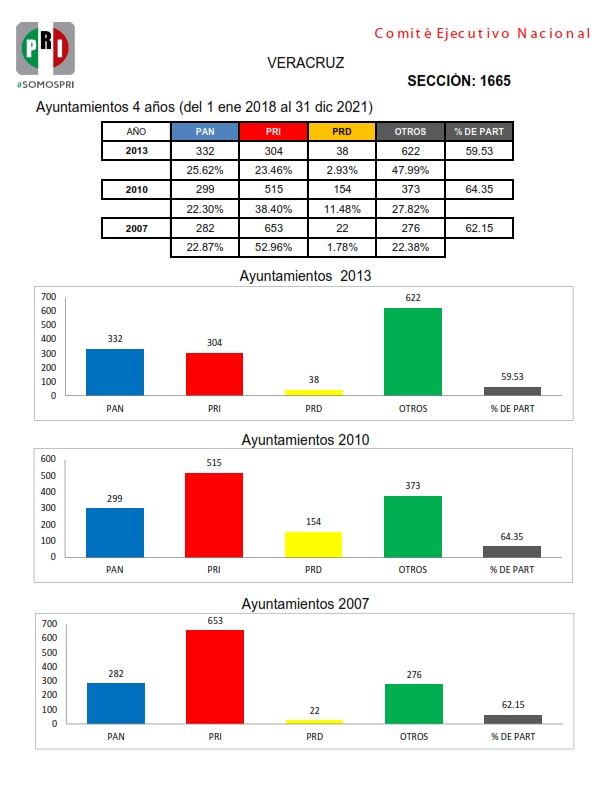 Comité Ejecutivo Nacional
PRI
#SOMOSPRI
VERACRUZ
SECCIÓN: 1665
Ayuntamientos 4 años (del 1 ene 2018 al 31 dic 2021)
AÑO PAN PRI PRD OTROS % DE PART
2013 332 304 38 622 59.53
25.62% 23.46% 2.93% 47.99%
2010 299 515 154 373 64.35
22.30% 38.40% 11.48% 27.82%
2007 282 653 22 276 62.15
22.87% 52.96% 1.78% 22.38%
Ayuntamientos 2013
700
600
500
400
300
200
100
0
332 304 38 622 59.53
PAN PRI PRD OTROS % DE PART
Ayuntamientos 2010
600
500
400
300
200
100
0
299 515 154 373 64.35
PAN PRI PRD OTROS % DE PART
Ayuntamientos 2007
700
600
500
400
300
200
100
0
282 653 22 276 62.15
PAN PRI PRD OTROS % DE PART